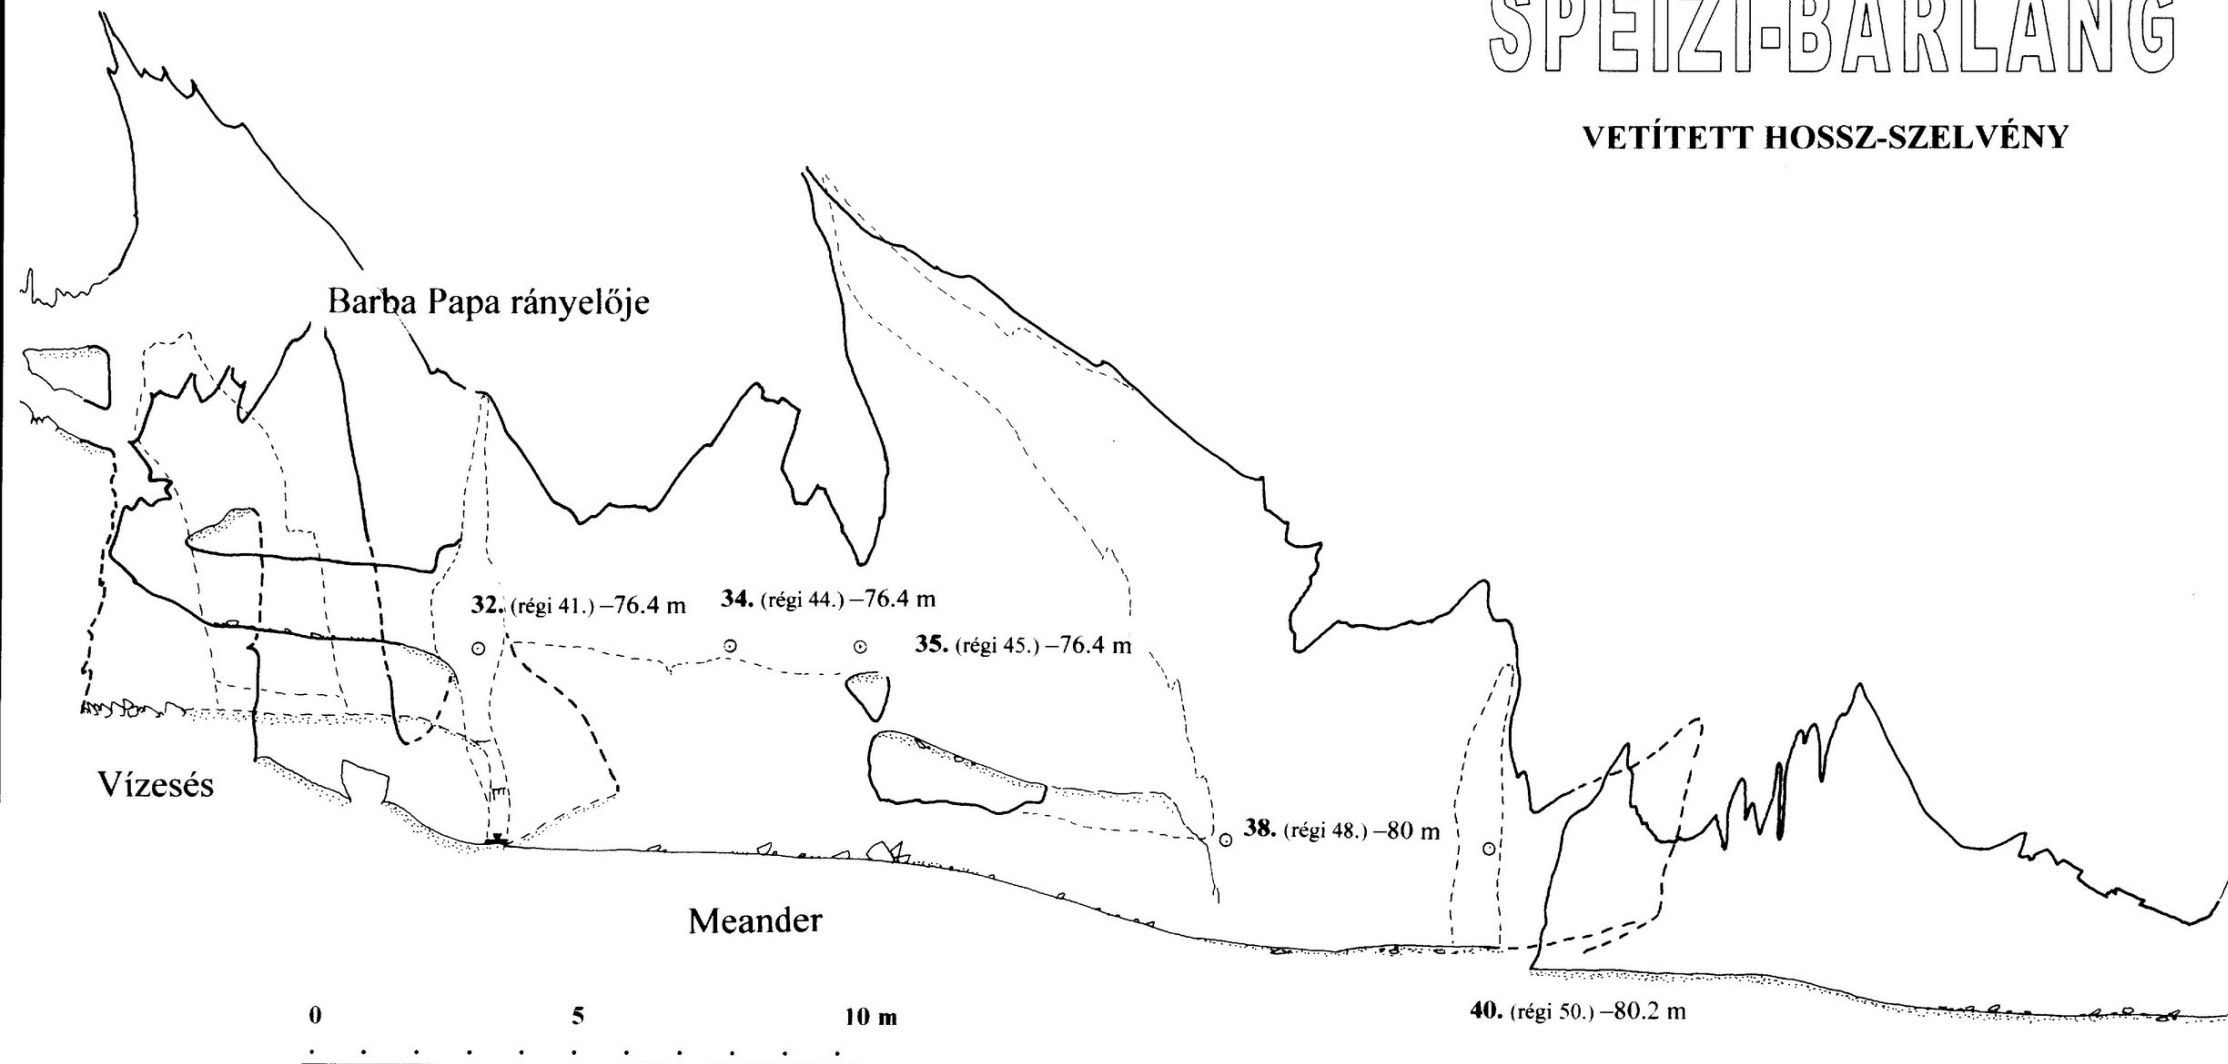 SPEIZI-BARLANG
VETÍTETT HOSSZ-SZELVÉNY
Barba Papa rányelője
32. (régi 41.) –76.4 m
34. (régi 44.) –76.4 m
35. (régi 45.) –76.4 m
Vízesés
38. (régi 48.) –80 m
Meander
40. (régi 50.) –80.2 m
0 5 10 m